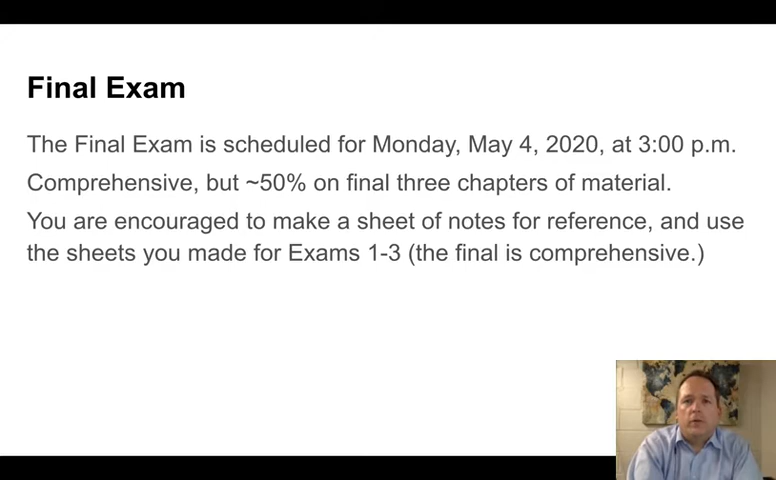 Final Exam
The Final Exam is scheduled for Monday, May 4, 2020, at 3:00 p.m.
Comprehensive, but ~50% on final three chapters of material.
You are encouraged to make a sheet of notes for reference, and use
the sheets you made for Exams 1-3 (the final is comprehensive.)